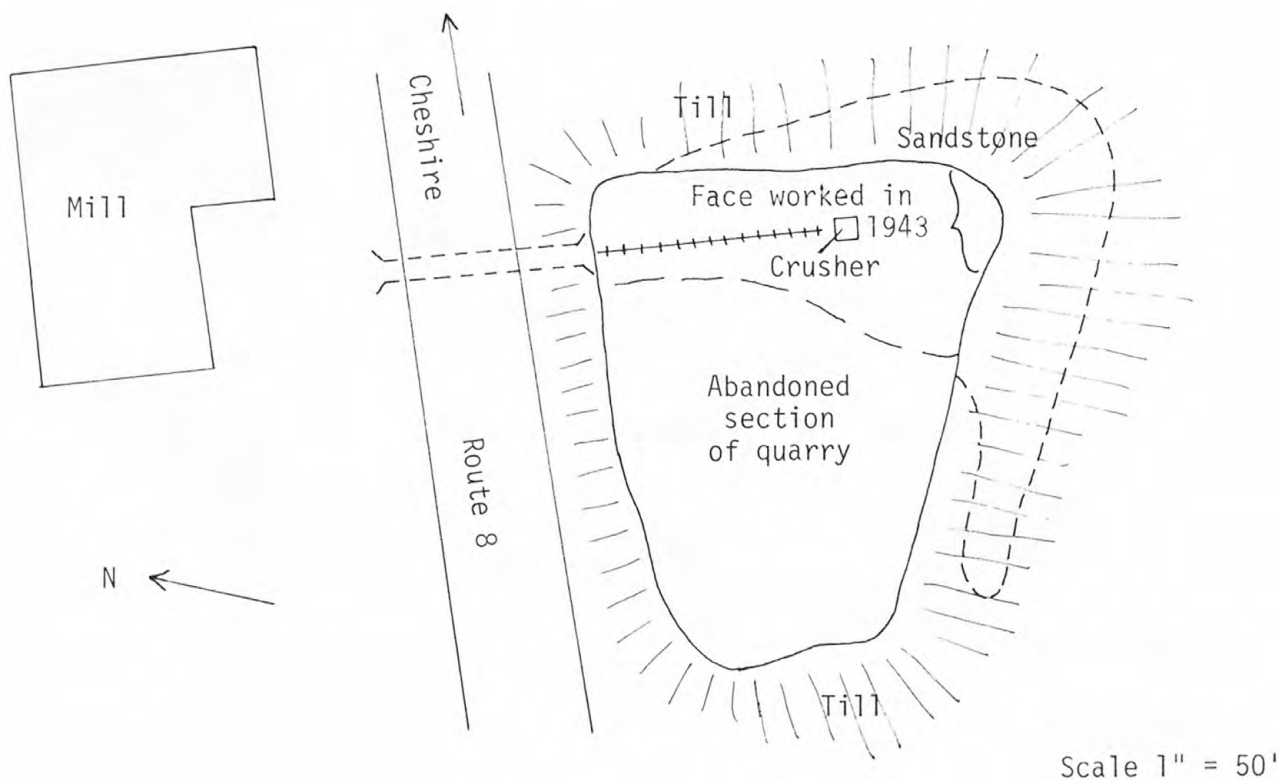 Cheshire
Till
Sandstone
Mill
Face worked in
1943
Crusher
Abandoned
section
of quarry
Route 8
N
Till
Scale 1" = 50'